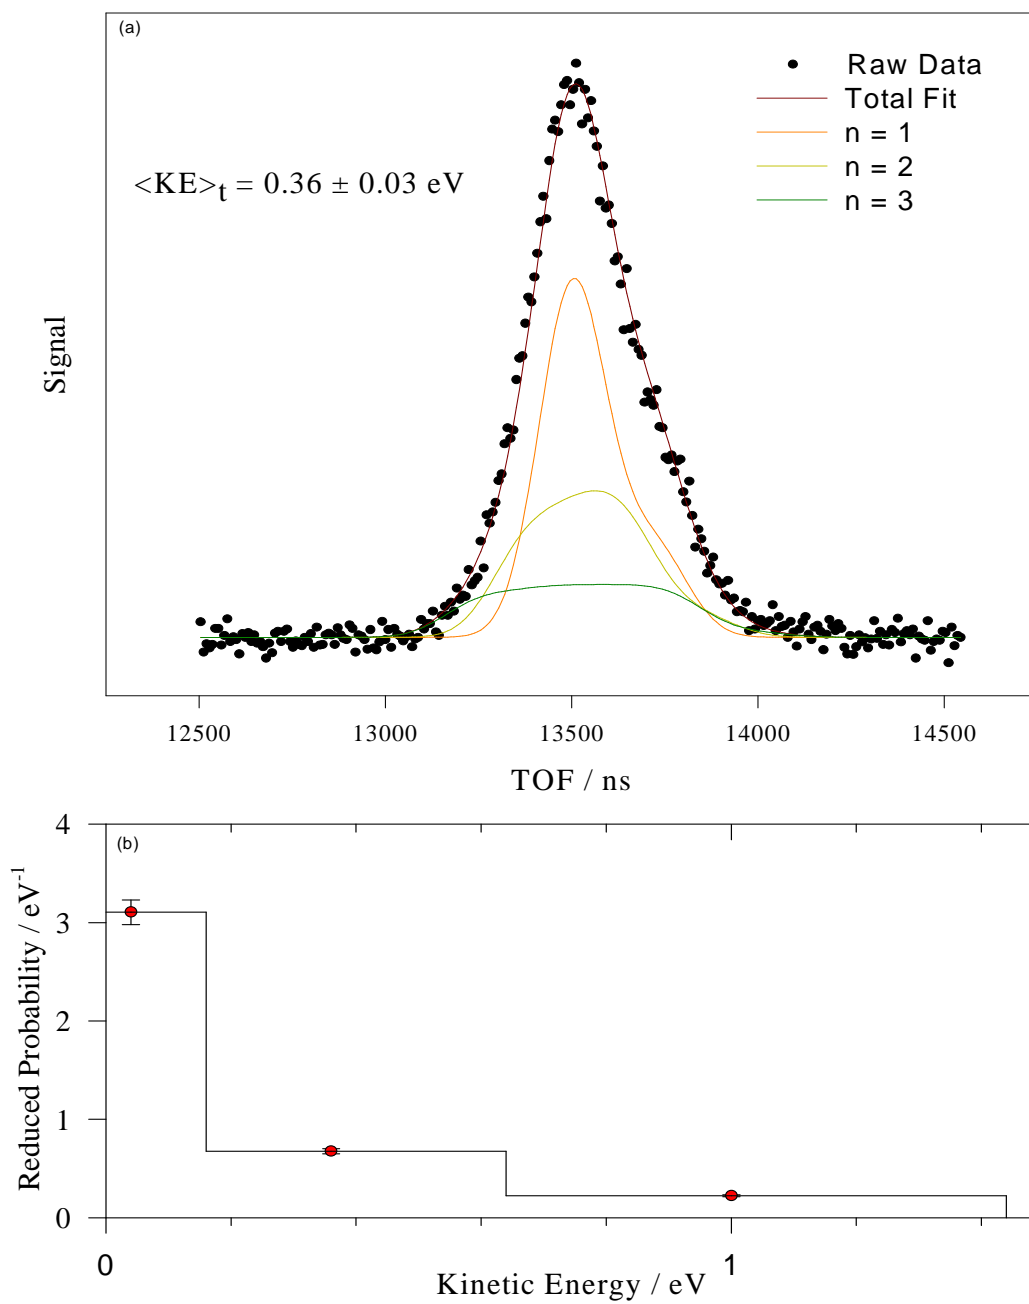 (a)
Raw Data
Total Fit
n = 1
n = 2
n = 3
<KE>t = 0.36 ± 0.03 eV
Signal
12500 13000 13500 14000 14500
TOF / ns
(b)
4
3
2
1
0
Reduced Probability / eV-1
0 1
Kinetic Energy / eV